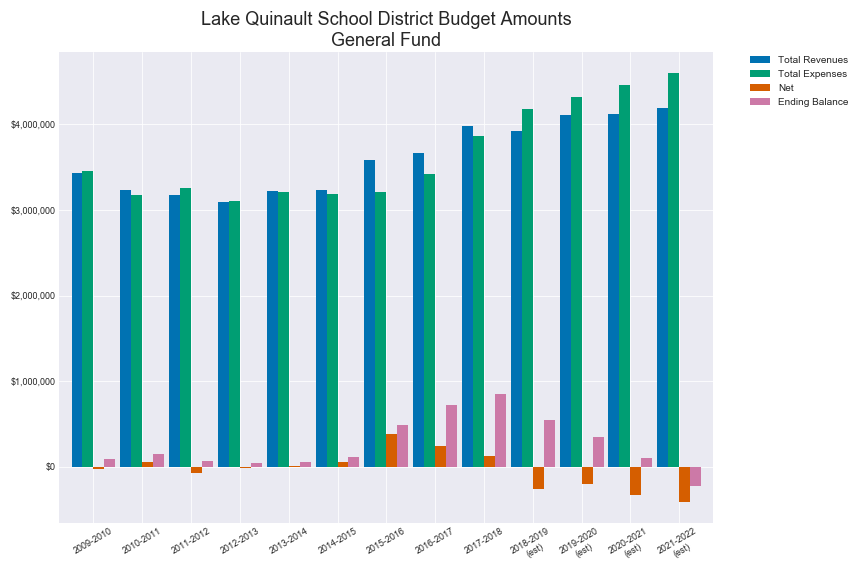 Lake Quinault School District Budget Amounts
General Fund
Total Revenues
Total Expenses
Net
Ending Balance
$4,000,000
$3,000,000
$2,000,000
$1,000,000
$0
2009-2010
2010-2011
2011-2012
2012-2013
2013-2014
2014-2015
2015-2016
2016-2017
2017-2018
2018-2019
(est)
2019-2020
(est)
2020-2021
(est)
2021-2022
(est)